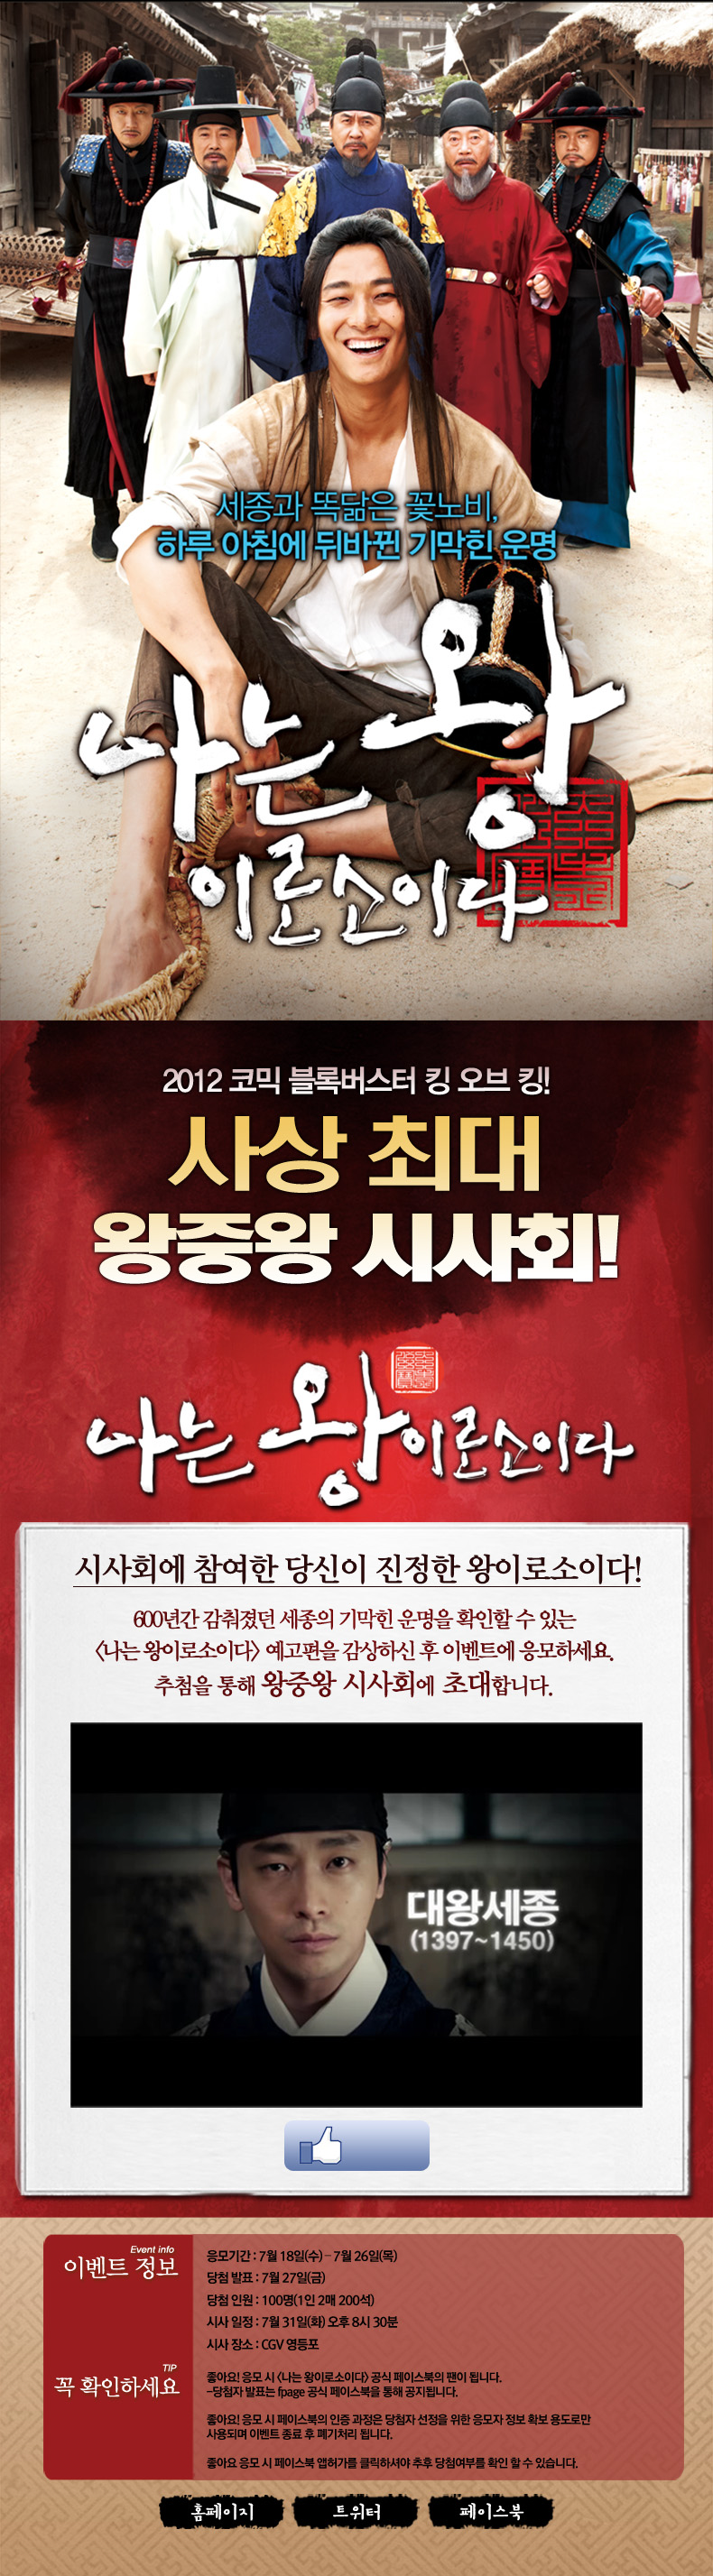 세종과 똑닮은 꽃노비,
하루 아침에 뒤바뀐 기막힌 운명
나는 왕
이로소이다
2012 코믹 블록버스터 킹 오브 킹!
사상 최대
왕중왕 시사회!
나는 왕이로소이다
시사회에 참여한 당신이 진정한 왕이로소이다!
600년간 감춰졌던 세종의 기막힌 운명을 확인할 수 있는
<나는 왕이로소이다> 예고편을 감상하신 후 이벤트에 응모하세요.
추첨을 통해 왕중왕 시사회에 초대합니다.
대왕세종
(1397~1450)
Event info
이벤트 정보
응모기간 : 7월 18일(수) - 7월 26일(목)
당첨 발표 : 7월 27일(금)
당첨 인원 : 100명(1인 2매 200석)
시사 일정 : 7월 31일(화) 오후 8시 30분
시사 장소 : CGV 영등포
TIP
꼭 확인하세요
좋아요! 응모 시 <나는 왕이로소이다> 공식 페이스북의 팬이 됩니다.
-당첨자 발표는 fpage 공식 페이스북을 통해 공지됩니다.
좋아요! 응모 시 페이스북의 인증 과정은 당첨자 선정을 위한 응모자 정보 확보 용도로만
사용되며 이벤트 종료 후 폐기처리 됩니다.
좋아요 응모 시 페이스북 앱허가를 클릭하셔야 추후 당첨여부를 확인 할 수 있습니다.
홈페이지
트위터
페이스북